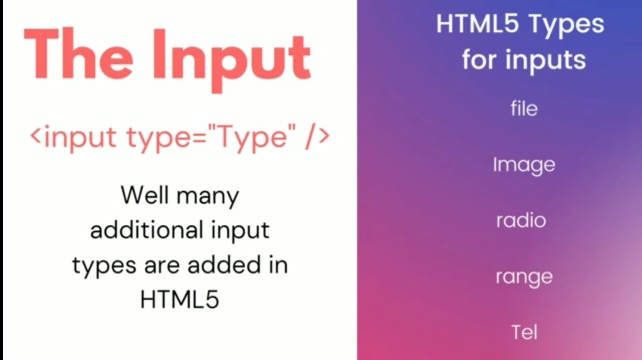 The Input
<input type="Type" />
Well many
additional input
types are added in
HTML5
HTML5 Types
for inputs
file
Image
radio
range
Tel